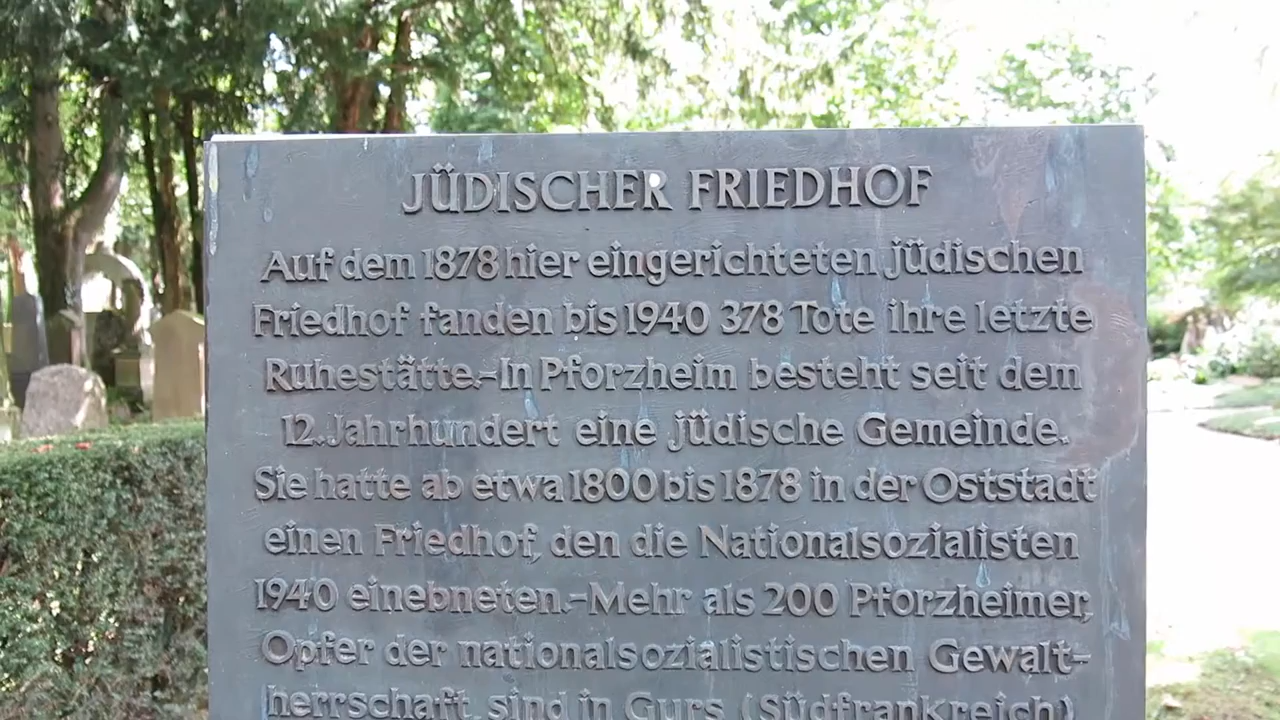 JÜDISCHER FRIEDHOF
Auf dem 1878 hier eingerichteten jüdischen
Friedhof fanden bis 1940 378 Tote ihre letzte
Ruhestätte.-In Pforzheim besteht seit dem
12. Jahrhundert eine jüdische Gemeinde.
Sie hatte ab etwa 1800 bis 1878 in der Oststadt
einen Friedhof, den die Nationalsozialisten
1940 einebneten.-Mehr als 200 Pforzheimer,
Opfer der nationalsozialistischen Gewalt-
herrschaft, sind in Gurs (Südfrankreich)